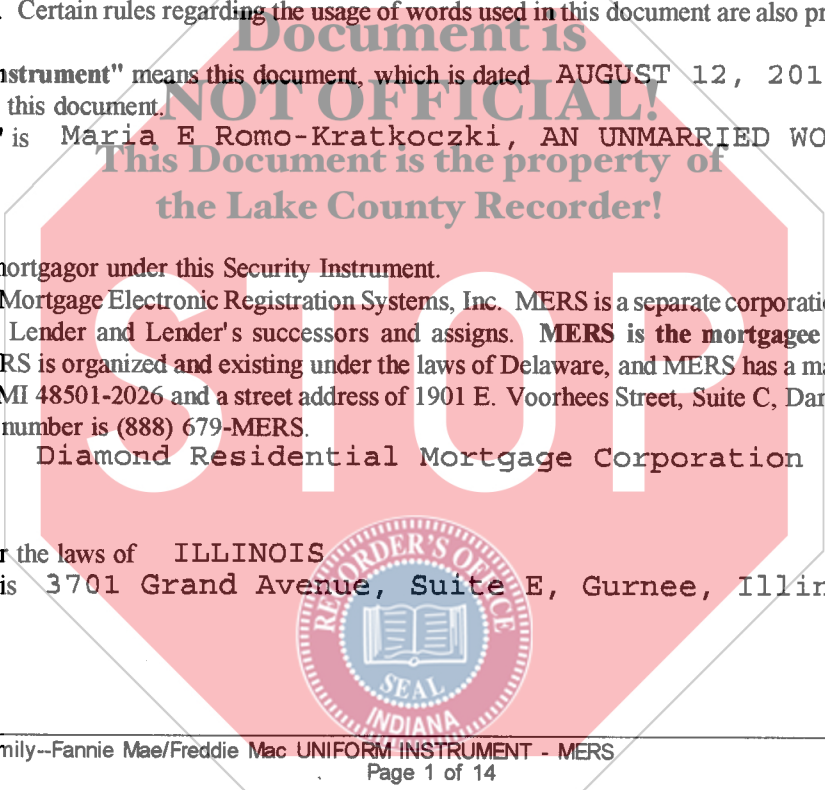 . Certain rules regarding the usage of words used in this document are also pr
Document is
nstrument" means this document, which is dated AUGUST 12, 201
this document.
NOT OFFICIAL!
" is Maria E Romo-Kratkoczki, AN UNMARRIED WO
This Document is the property of
the Lake County Recorder!
nortgagor under this Security Instrument.
Mortgage Electronic Registration Systems, Inc. MERS is a separate corporati
Lender and Lender's successors and assigns. MERS is the mortgagee
RS is organized and existing under the laws of Delaware, and MERS has a ma
MI 48501-2026 and a street address of 1901 E. Voorhees Street, Suite C, Dan
number is (888) 679-MERS.
STOP
Diamond Residential Mortgage Corporation
r the laws of ILLINOIS
is 3701 Grand Avenue, Suite E, Gurnee, Illin
RECORDER'S OFFICE
SEAL
INDIANA
mily--Fannie Mae/Freddie Mac UNIFORM INSTRUMENT - MERS
Page 1 of 14